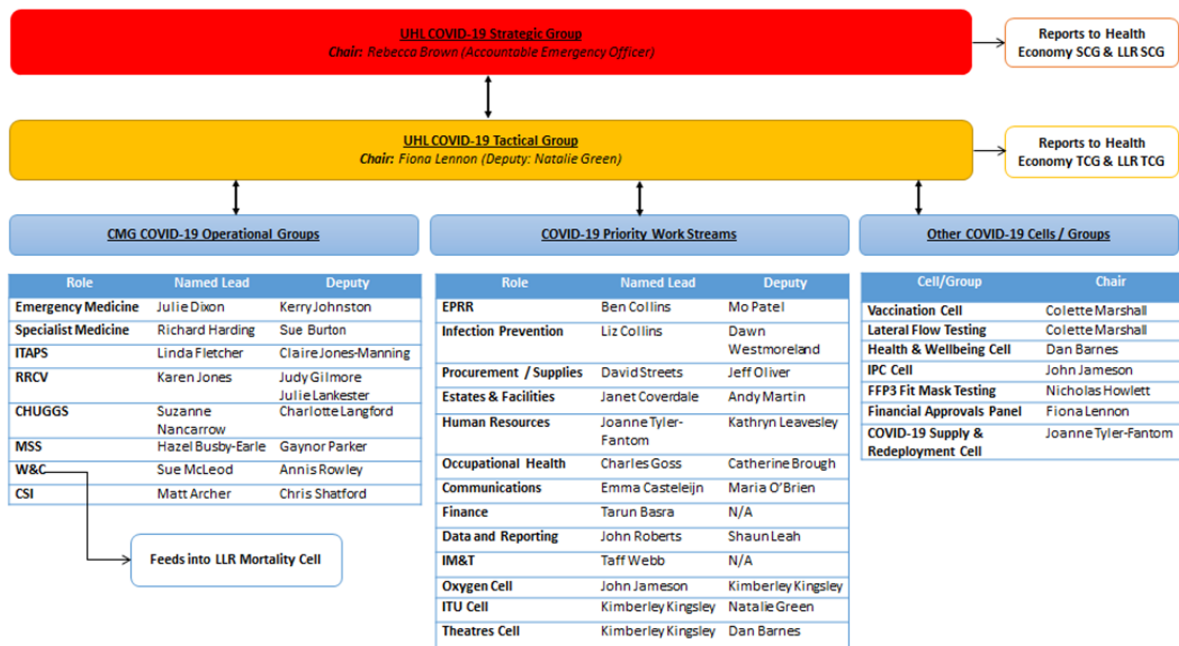 UHL COVID-19 Strategic Group
Chair: Rebecca Brown (Accountable Emergency Officer)
Reports to Health
Economy SCG & LLR SCG
UHL COVID-19 Tactical Group
Chair: Fiona Lennon (Deputy: Natalie Green)
Reports to Health
Economy TCG & LLR TCG
CMG COVID-19 Operational Groups
Role Named Lead Deputy
Emergency Medicine Julie Dixon Kerry Johnston
Specialist Medicine Richard Harding Sue Burton
ITAPS Linda Fletcher Claire Jones-Manning
RRCV Karen Jones Judy Gilmore
Julie Lankester
CHUGGS Suzanne Charlotte Langford
Nancarrow
MSS Hazel Busby-Earle Gaynor Parker
W&C Sue McLeod Annis Rowley
CSI Matt Archer Chris Shatford
Feeds into LLR Mortality Cell
COVID-19 Priority Work Streams
Role Named Lead Deputy
EPRR Ben Collins Mo Patel
Infection Prevention Liz Collins Dawn
Westmoreland
Procurement / Supplies David Streets Jeff Oliver
Estates & Facilities Janet Coverdale Andy Martin
Human Resources Joanne Tyler- Kathryn Leavesley
Fantom
Occupational Health Charles Goss Catherine Brough
Communications Emma Casteleijn Maria O'Brien
Finance Tarun Basra N/A
Data and Reporting John Roberts Shaun Leah
IM&T Taff Webb N/A
Oxygen Cell John Jameson Kimberley Kingsley
ITU Cell Kimberley Kingsley Natalie Green
Theatres Cell Kimberley Kingsley Dan Barnes
Other COVID-19 Cells / Groups
Cell/Group Chair
Vaccination Cell Colette Marshall
Lateral Flow Testing Colette Marshall
Health & Wellbeing Cell Dan Barnes
IPC Cell John Jameson
FFP3 Fit Mask Testing Nicholas Howlett
Financial Approvals Panel Fiona Lennon
COVID-19 Supply & Joanne Tyler-Fantom
Redeployment Cell